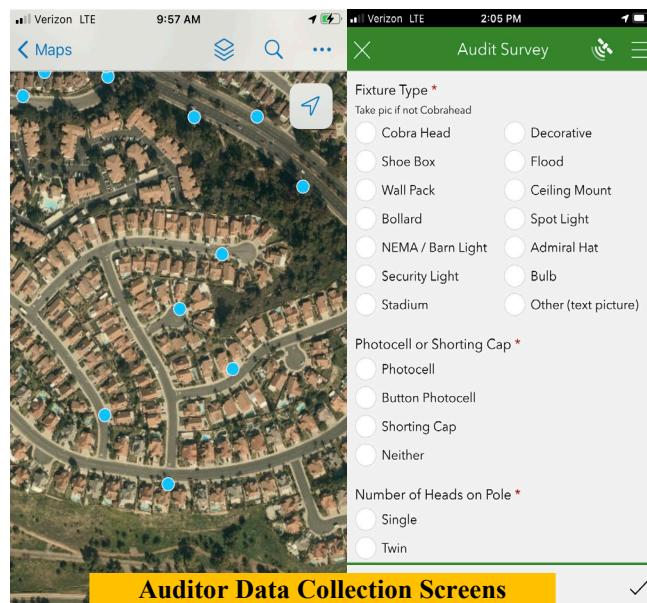 Verizon LTE 9:57 AM
Maps
Verizon LTE 2:05 PM
Audit Survey
Fixture Type *
Take pic if not Cobrahead
Cobra Head Decorative
Shoe Box Flood
Wall Pack Ceiling Mount
Bollard Spot Light
NEMA / Barn Light Admiral Hat
Security Light Bulb
Stadium Other (text picture)
Photocell or Shorting Cap *
Photocell
Button Photocell
Shorting Cap
Neither
Number of Heads on Pole *
Single
Twin
Auditor Data Collection Screens